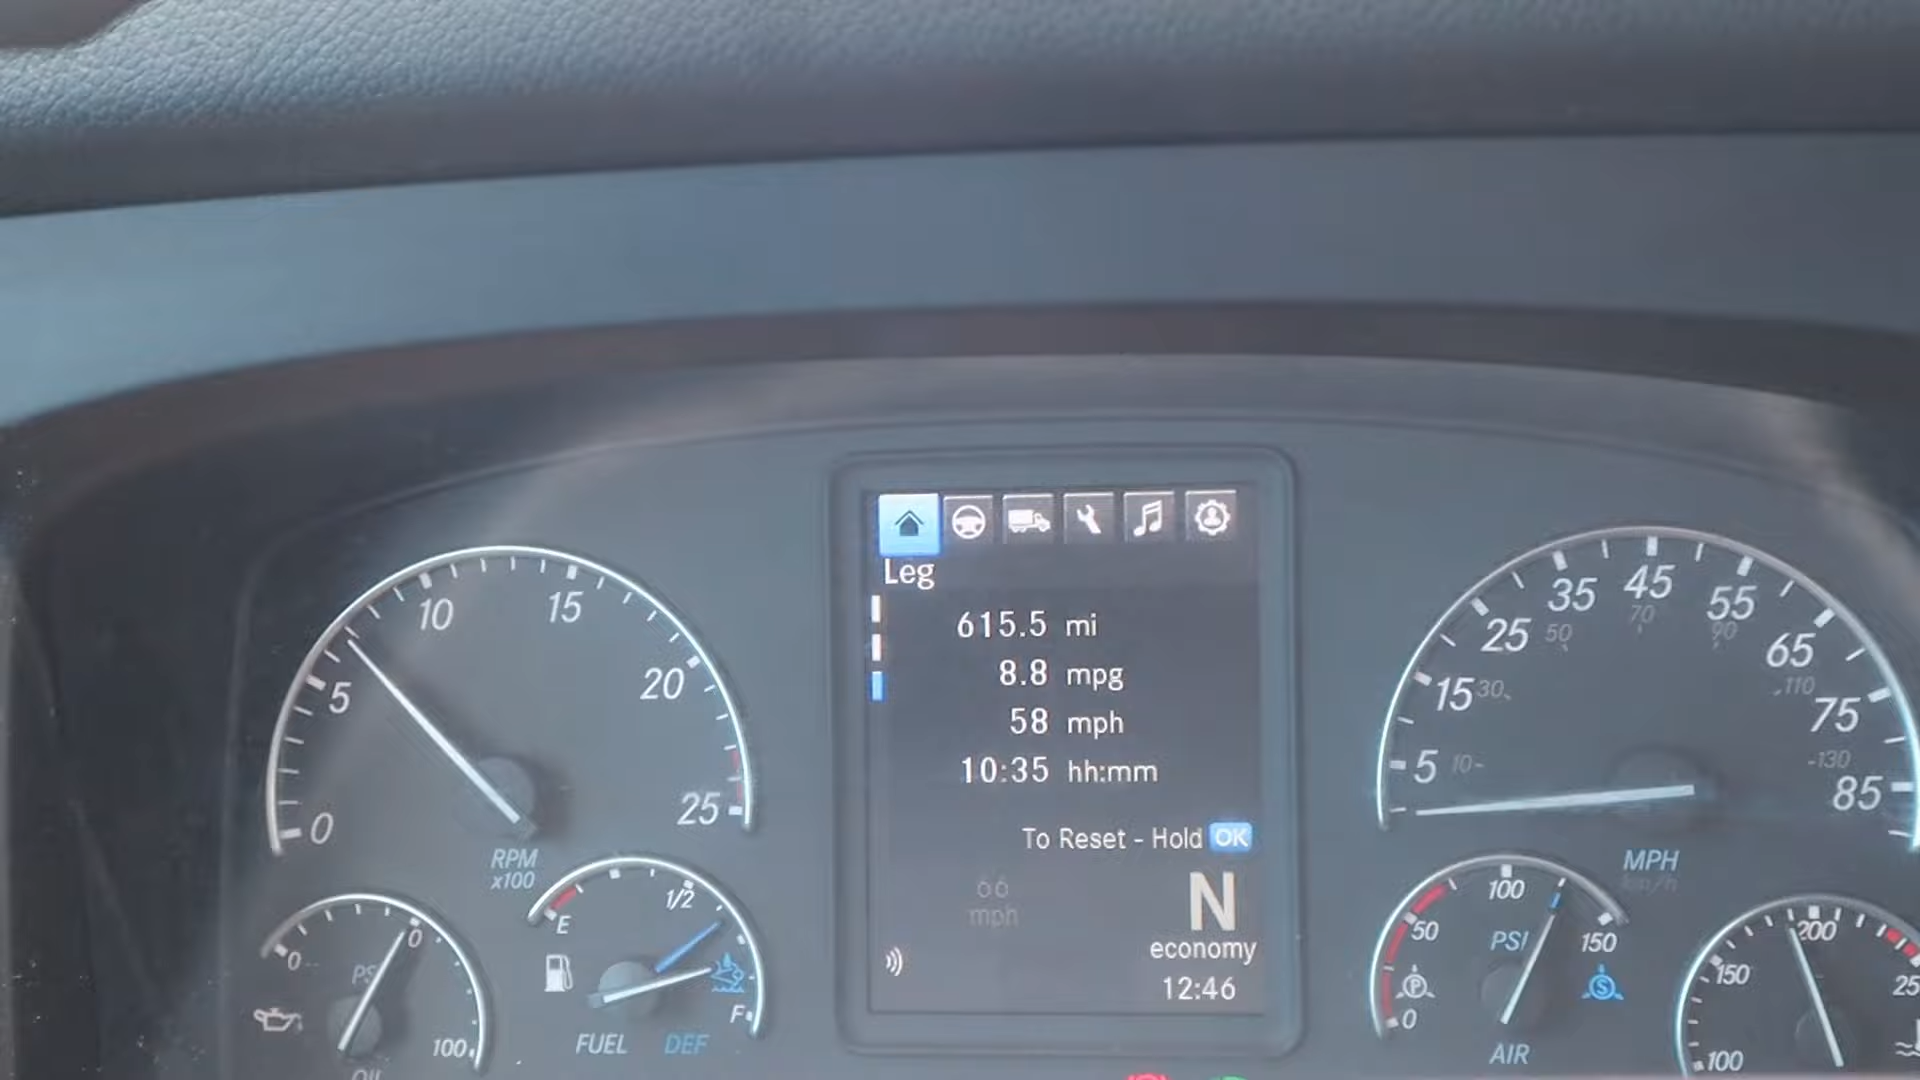 Leg
615.5 mi
8.8 mpg
58 mph
10:35 hh:mm
To Reset - Hold OK
66
mph
N
economy
12:46
0
5
10
15
20
25
RPM
x100
5
15
25
35
45
55
65
75
85
10
30
50
70
90
110
130
MPH
km/h
E
1/2
F
FUEL
DEF
0
100
OIL
0
50
100
150
PSI
P
S
AIR
100
150
200